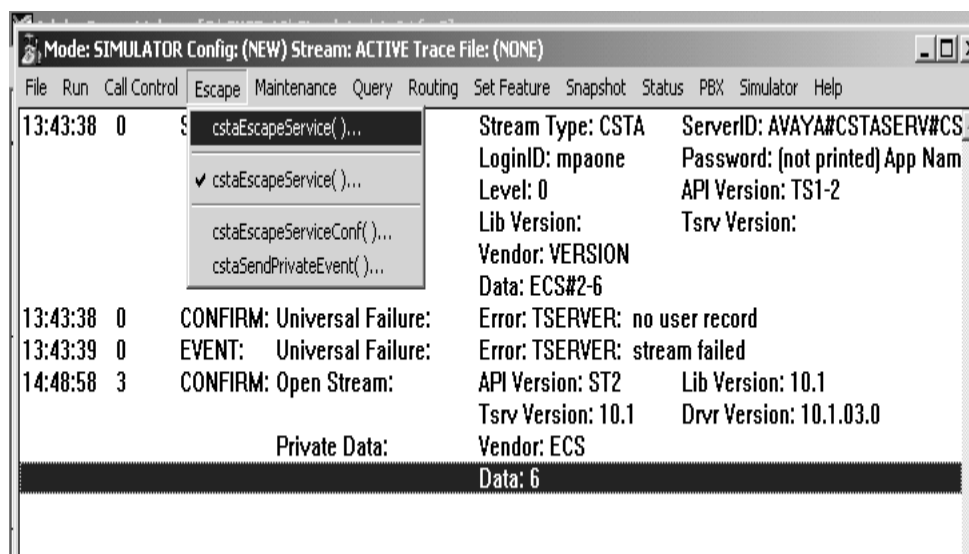 Mode: SIMULATOR Config: (NEW) Stream: ACTIVE Trace File: (NONE)
File Run Call Control Escape Maintenance Query Routing Set Feature Snapshot Status PBX Simulator Help
13:43:38 0 Stream Type: CSTA ServerID: AVAYA#CSTASERV#CS
cstaEscapeService( )...
LoginID: mpaone Password: (not printed) App Nam
✔ cstaEscapeService( )...
Level: 0 API Version: TS1-2
Lib Version: Tsrv Version:
cstaEscapeServiceConf( )...
Vendor: VERSION
cstaSendPrivateEvent( )...
Data: ECS#2-6
13:43:38 0 CONFIRM: Universal Failure: Error: TSERVER: no user record
13:43:39 0 EVENT: Universal Failure: Error: TSERVER: stream failed
14:48:58 3 CONFIRM: Open Stream: API Version: ST2 Lib Version: 10.1
Tsrv Version: 10.1 Drvr Version: 10.1.03.0
Private Data: Vendor: ECS
Data: 6